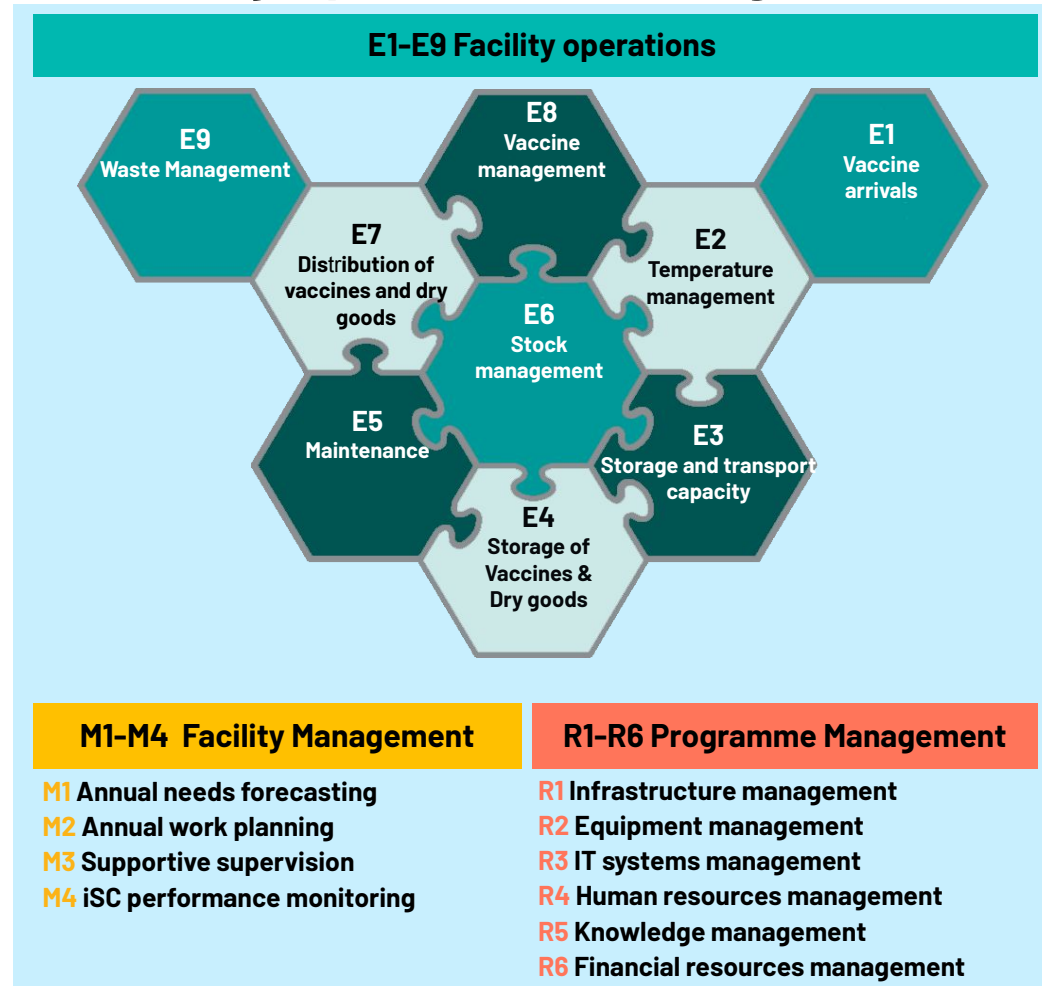 E1-E9 Facility operations
E9
Waste Management
E8
Vaccine
management
E1
Vaccine
arrivals
E7
Distribution of
vaccines and dry
goods
E2
Temperature
management
E6
Stock
management
E5
Maintenance
E3
Storage and transport
capacity
E4
Storage of
Vaccines &
Dry goods
M1-M4 Facility Management
M1 Annual needs forecasting
M2 Annual work planning
M3 Supportive supervision
M4 iSC performance monitoring
R1-R6 Programme Management
R1 Infrastructure management
R2 Equipment management
R3 IT systems management
R4 Human resources management
R5 Knowledge management
R6 Financial resources management